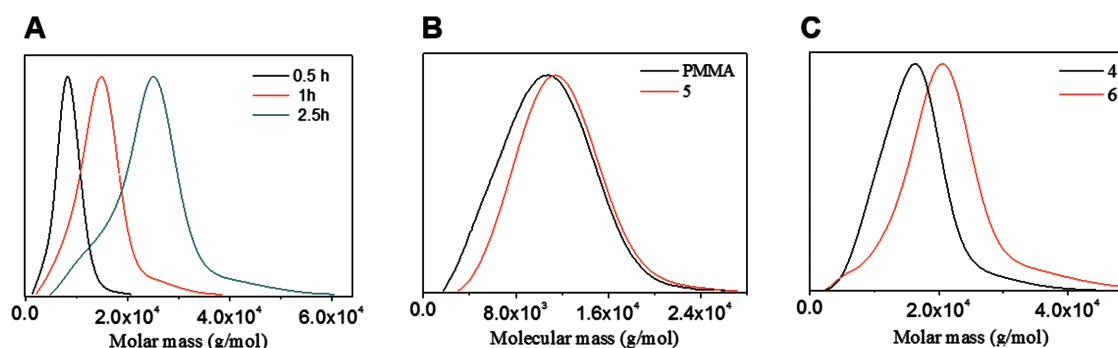 A
0.5 h
1h
2.5h
0.0 2.0x10⁴ 4.0x10⁴ 6.0x10⁴
Molar mass (g/mol)
B
PMMA
5
0.0 8.0x10³ 1.6x10⁴ 2.4x10⁴
Molecular mass (g/mol)
C
4
6
0.0 2.0x10⁴ 4.0x10⁴
Molar mass (g/mol)